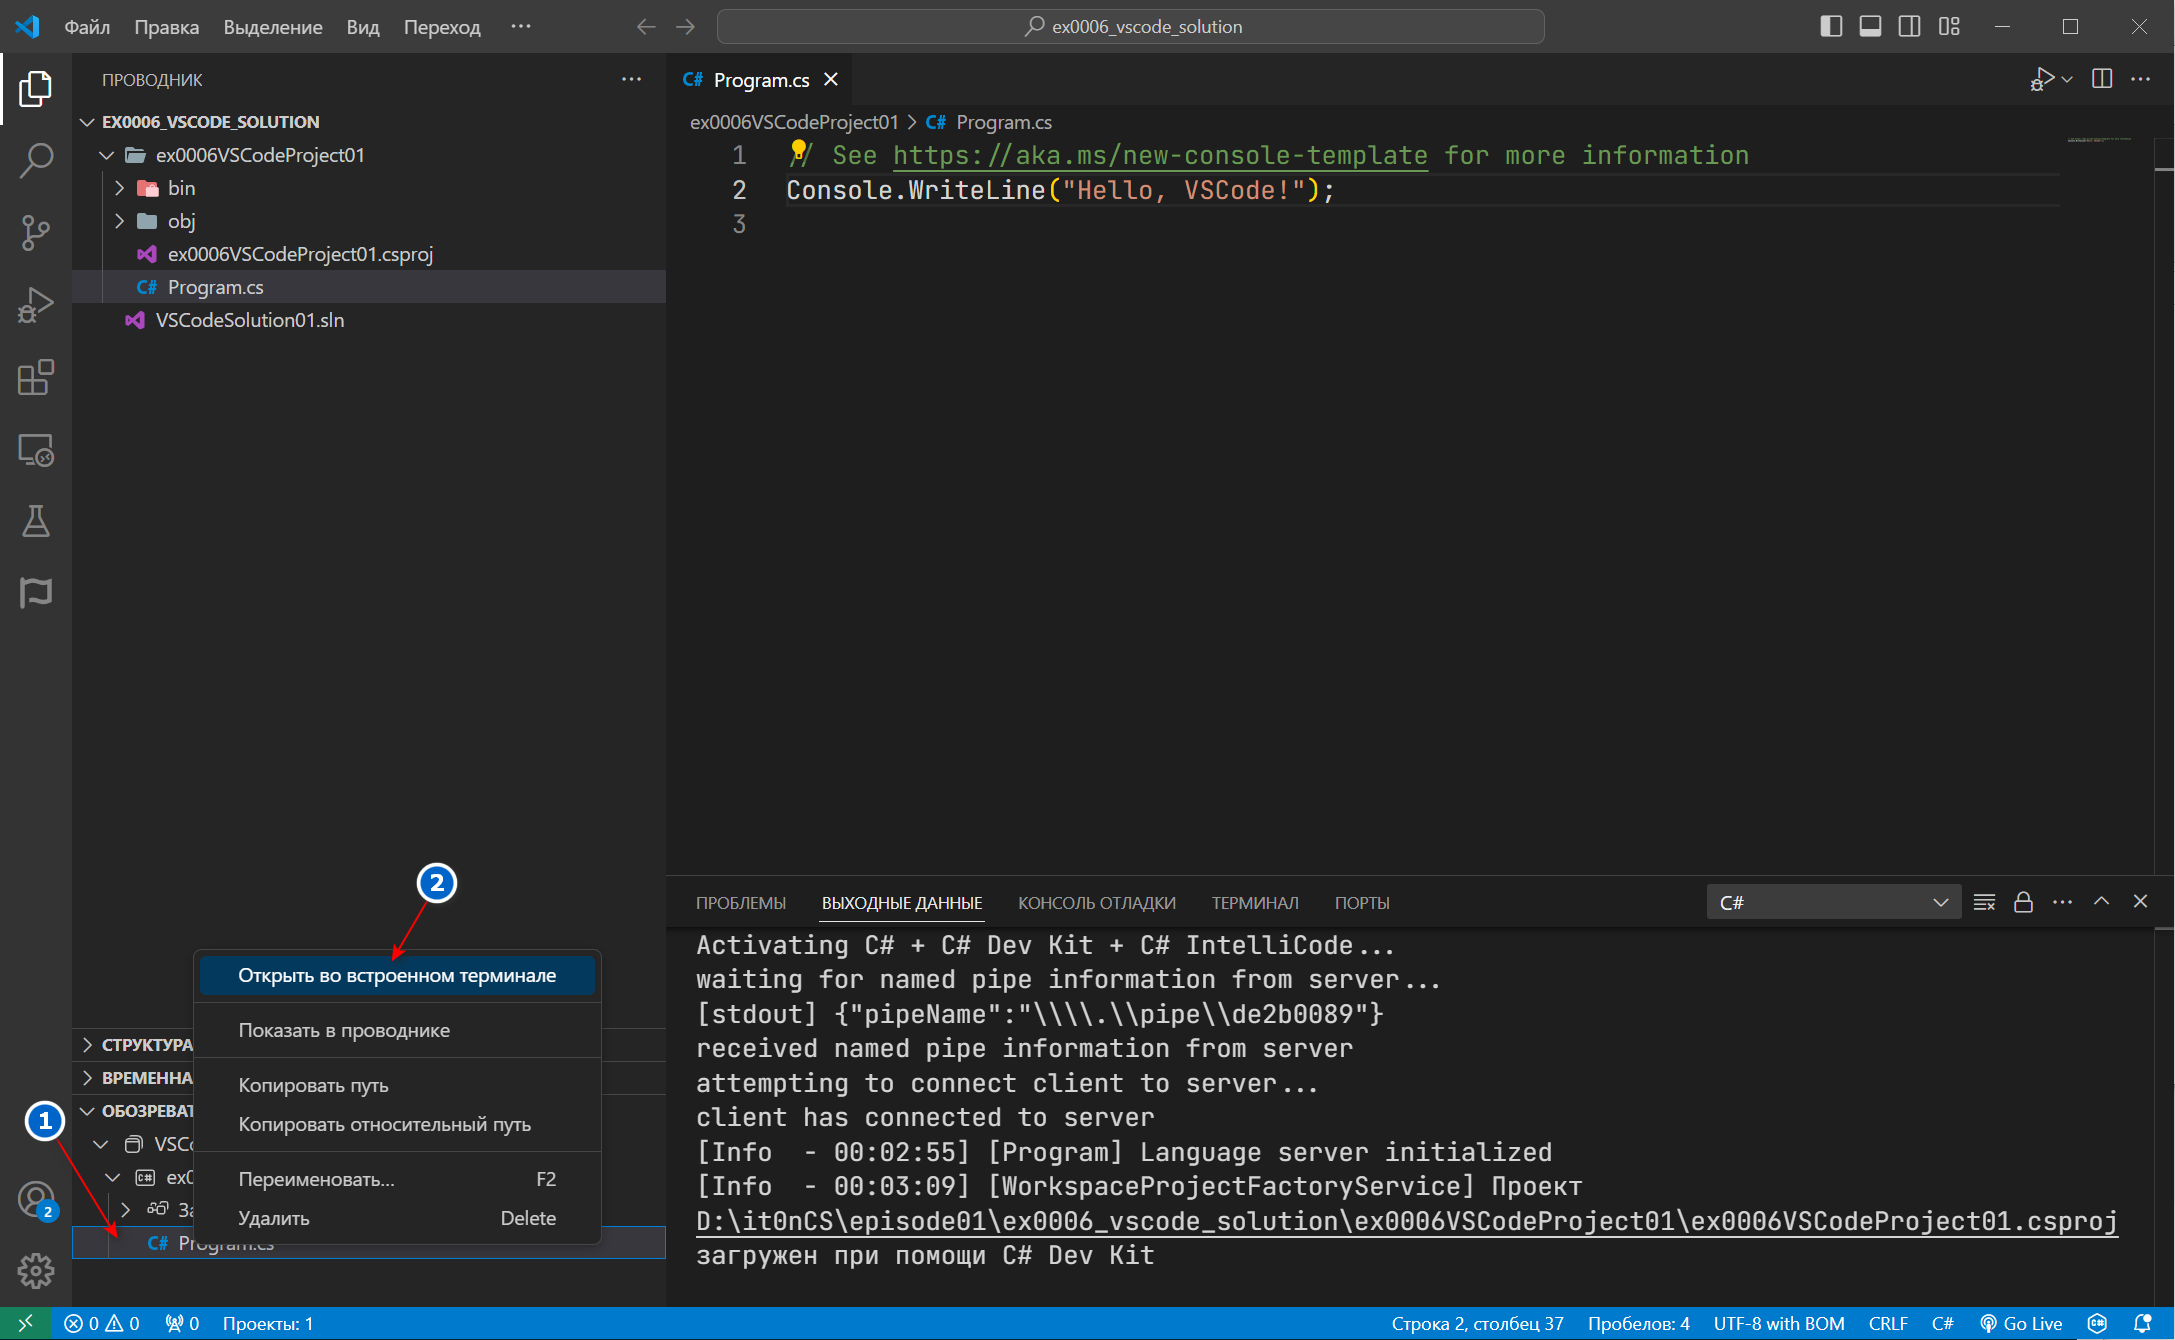 Файл Правка Выделение Вид Переход ···
ex0006_vscode_solution
ПРОВОДНИК
EX0006_VSCODE_SOLUTION
ex0006VSCodeProject01
bin
obj
ex0006VSCodeProject01.csproj
C# Program.cs
VSCodeSolution01.sln
C# Program.cs
ex0006VSCodeProject01 > C# Program.cs
1 // See https://aka.ms/new-console-template for more information
2 Console.WriteLine("Hello, VSCode!");
3
2
Открыть во встроенном терминале
Показать в проводнике
Копировать путь
Копировать относительный путь
Переименовать... F2
Удалить Delete
СТРУКТУРА
ВРЕМЕННА
ОБОЗРЕВАТ
1
VSCo
ex0
За
C# Program.cs
2
ПРОБЛЕМЫ ВЫХОДНЫЕ ДАННЫЕ КОНСОЛЬ ОТЛАДКИ ТЕРМИНАЛ ПОРТЫ C#
Activating C# + C# Dev Kit + C# IntelliCode...
waiting for named pipe information from server...
[stdout] {"pipeName":"\\\\.\\pipe\\de2b0089"}
received named pipe information from server
attempting to connect client to server...
client has connected to server
[Info  - 00:02:55] [Program] Language server initialized
[Info  - 00:03:09] [WorkspaceProjectFactoryService] Проект
D:\it0nCS\episode01\ex0006_vscode_solution\ex0006VSCodeProject01\ex0006VSCodeProject01.csproj
загружен при помощи C# Dev Kit
0 0 0 Проекты: 1 Строка 2, столбец 37 Пробелов: 4 UTF-8 with BOM CRLF C# Go Live